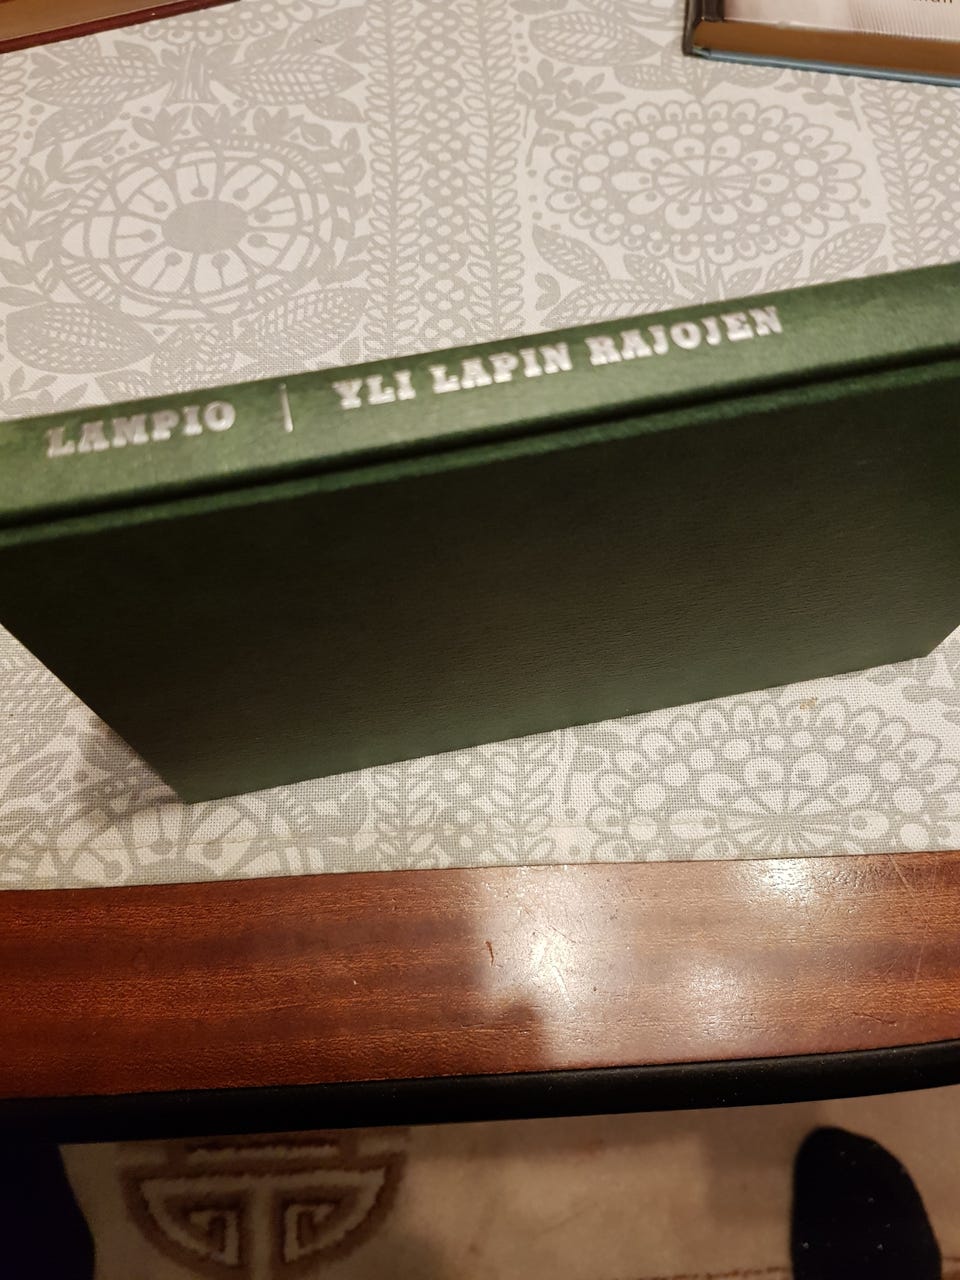 LAMPIO | YLI LAPIN RAJOJEN